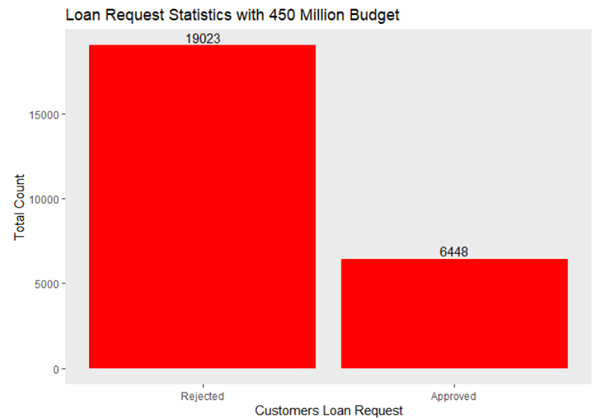 Loan Request Statistics with 450 Million Budget
19023
15000
10000
Total Count
6448
5000
0
Rejected
Approved
Customers Loan Request